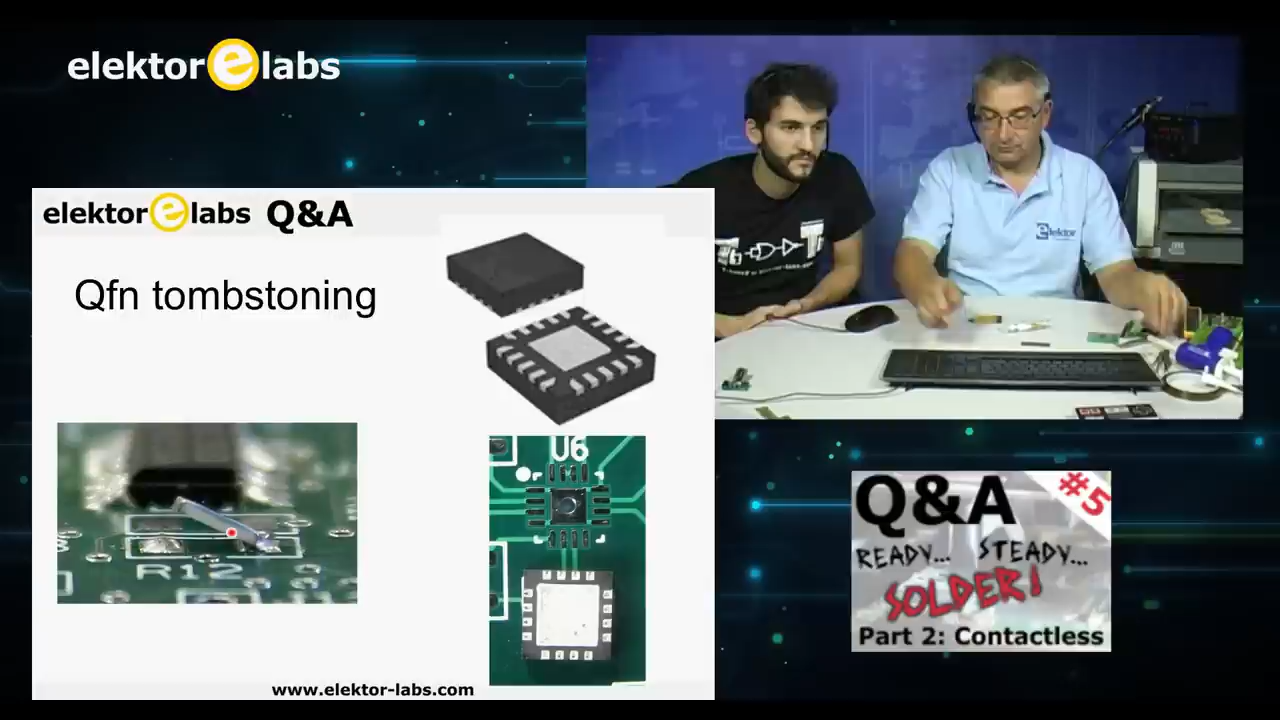 elektor e labs
elektor e labs Q&A
Qfn tombstoning
U6
R12
www.elektor-labs.com
elektor
Q&A
#5
READY... STEADY...
SOLDER!
Part 2: Contactless